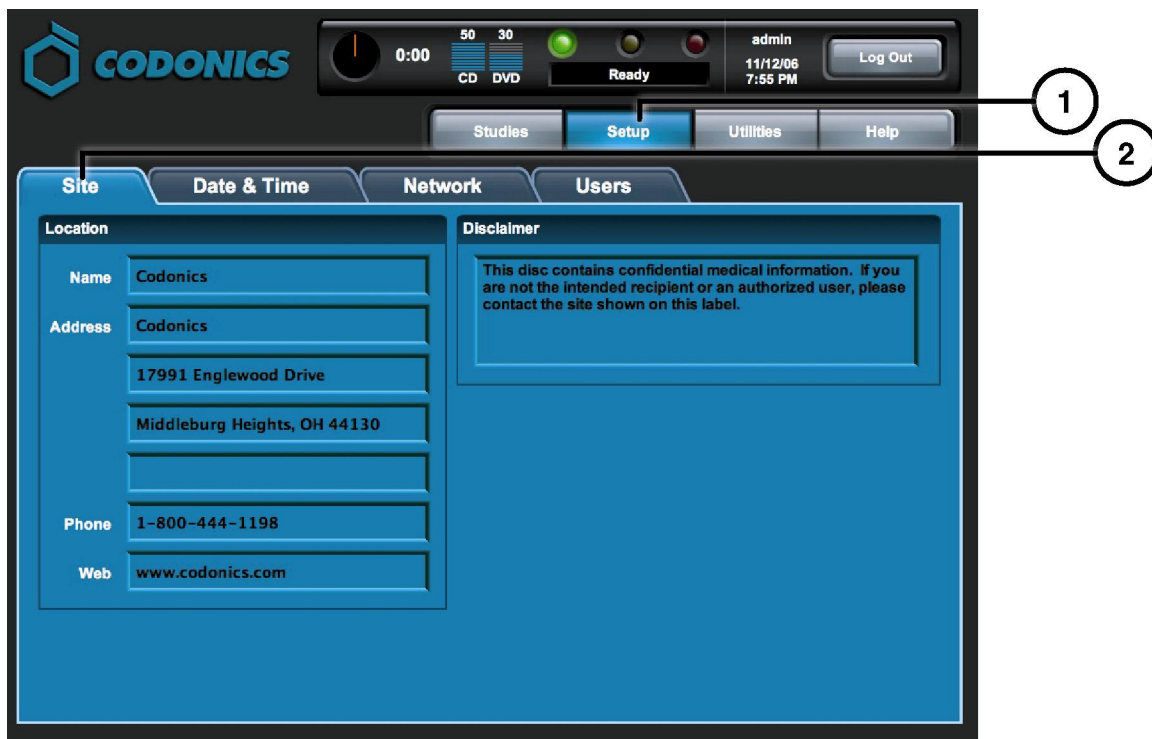 CODONICS
0:00
50 30
CD DVD
Ready
admin
11/12/06
7:55 PM
Log Out
Studies Setup Utilities Help
1
2
Site Date & Time Network Users
Location
Name Codonics
Address Codonics
17991 Englewood Drive
Middleburg Heights, OH 44130
Phone 1-800-444-1198
Web www.codonics.com
Disclaimer
This disc contains confidential medical information. If you
are not the intended recipient or an authorized user, please
contact the site shown on this label.